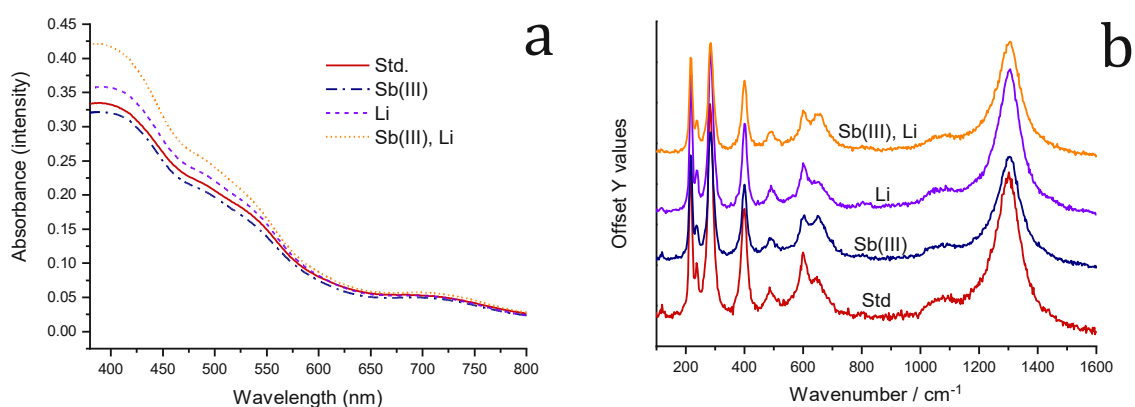 a
0.45
0.40
0.35
0.30
0.25
0.20
0.15
0.10
0.05
0.00
Absorbance (intensity)
Std.
Sb(III)
Li
Sb(III), Li
400 450 500 550 600 650 700 750 800
Wavelength (nm)
b
Offset Y values
Sb(III), Li
Li
Sb(III)
Std
200 400 600 800 1000 1200 1400 1600
Wavenumber / cm-1